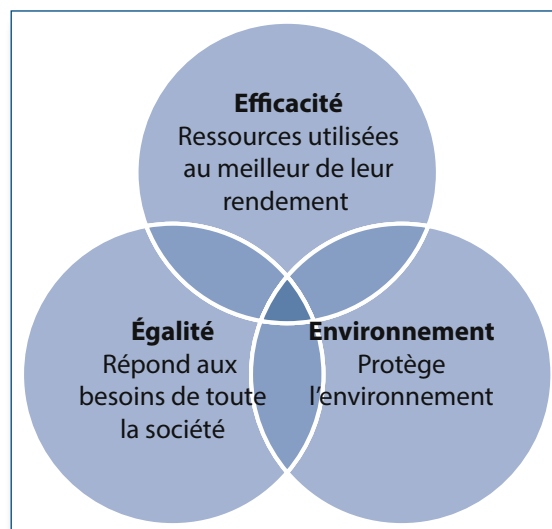 Efficacité
Ressources utilisées
au meilleur de leur
rendement
Égalité
Répond aux
besoins de toute
la société
Environnement
Protège
l’environnement